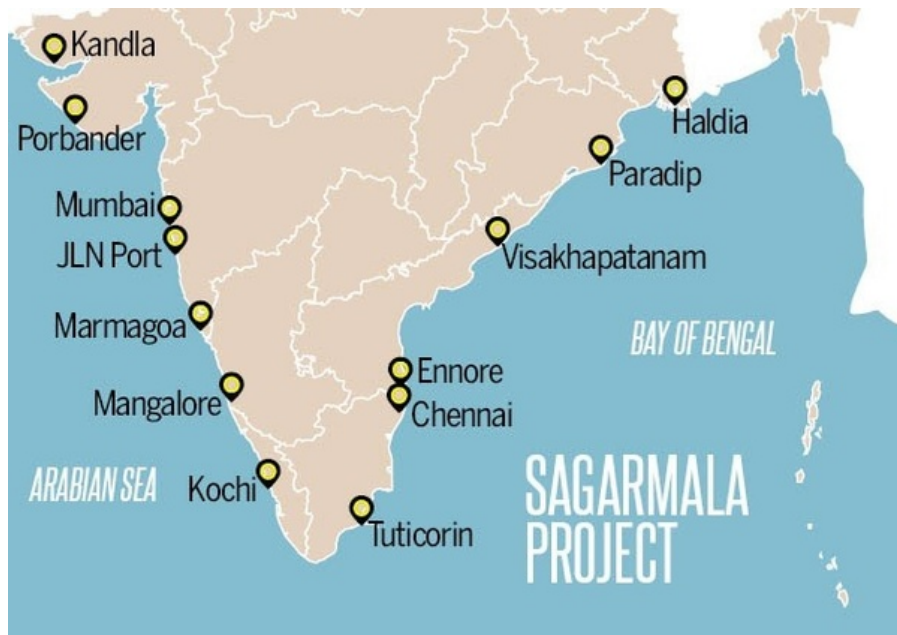 Kandla
Porbander
Mumbai
JLN Port
Marmagoa
Mangalore
Kochi
Tuticorin
Chennai
Ennore
Visakhapatanam
Paradip
Haldia
BAY OF BENGAL
ARABIAN SEA
SAGARMALA
PROJECT